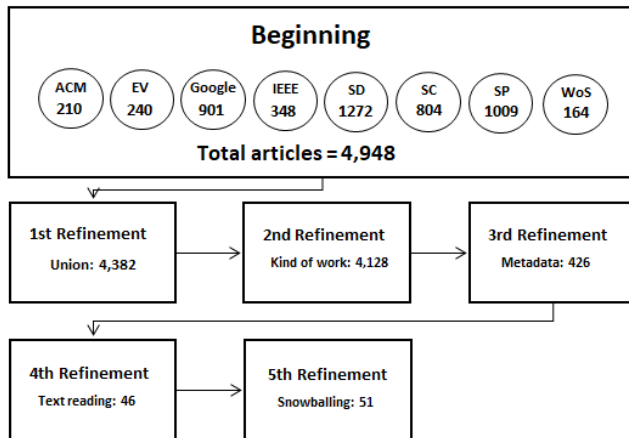 Beginning
ACM EV Google IEEE SD SC SP WoS
210 240 901 348 1272 804 1009 164
Total articles = 4,948
1st Refinement
Union: 4,382
2nd Refinement
Kind of work: 4,128
3rd Refinement
Metadata: 426
4th Refinement
Text reading: 46
5th Refinement
Snowballing: 51